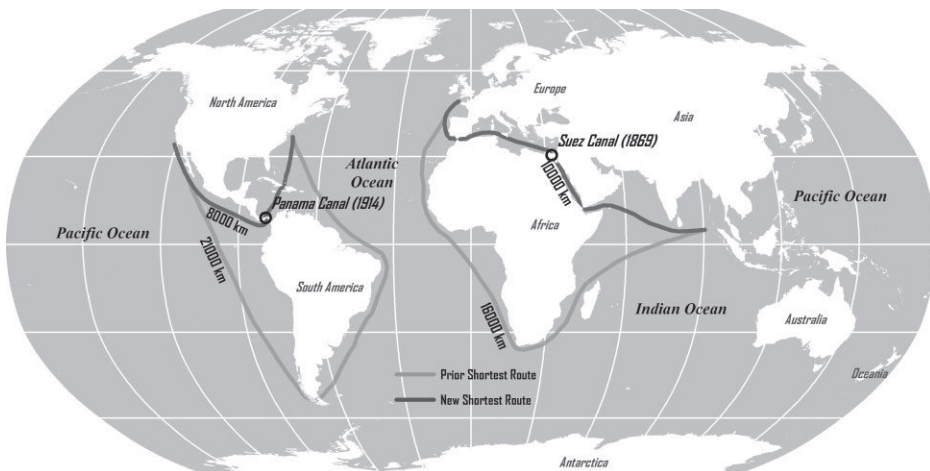 North America
Europe
Asia
Suez Canal (1869)
Atlantic
Ocean
10000 km
Panama Canal (1914)
8000 km
Pacific Ocean
Pacific Ocean
Africa
21000 km
South America
16000 km
Indian Ocean
Australia
Prior Shortest Route
Oceania
New Shortest Route
Antarctica